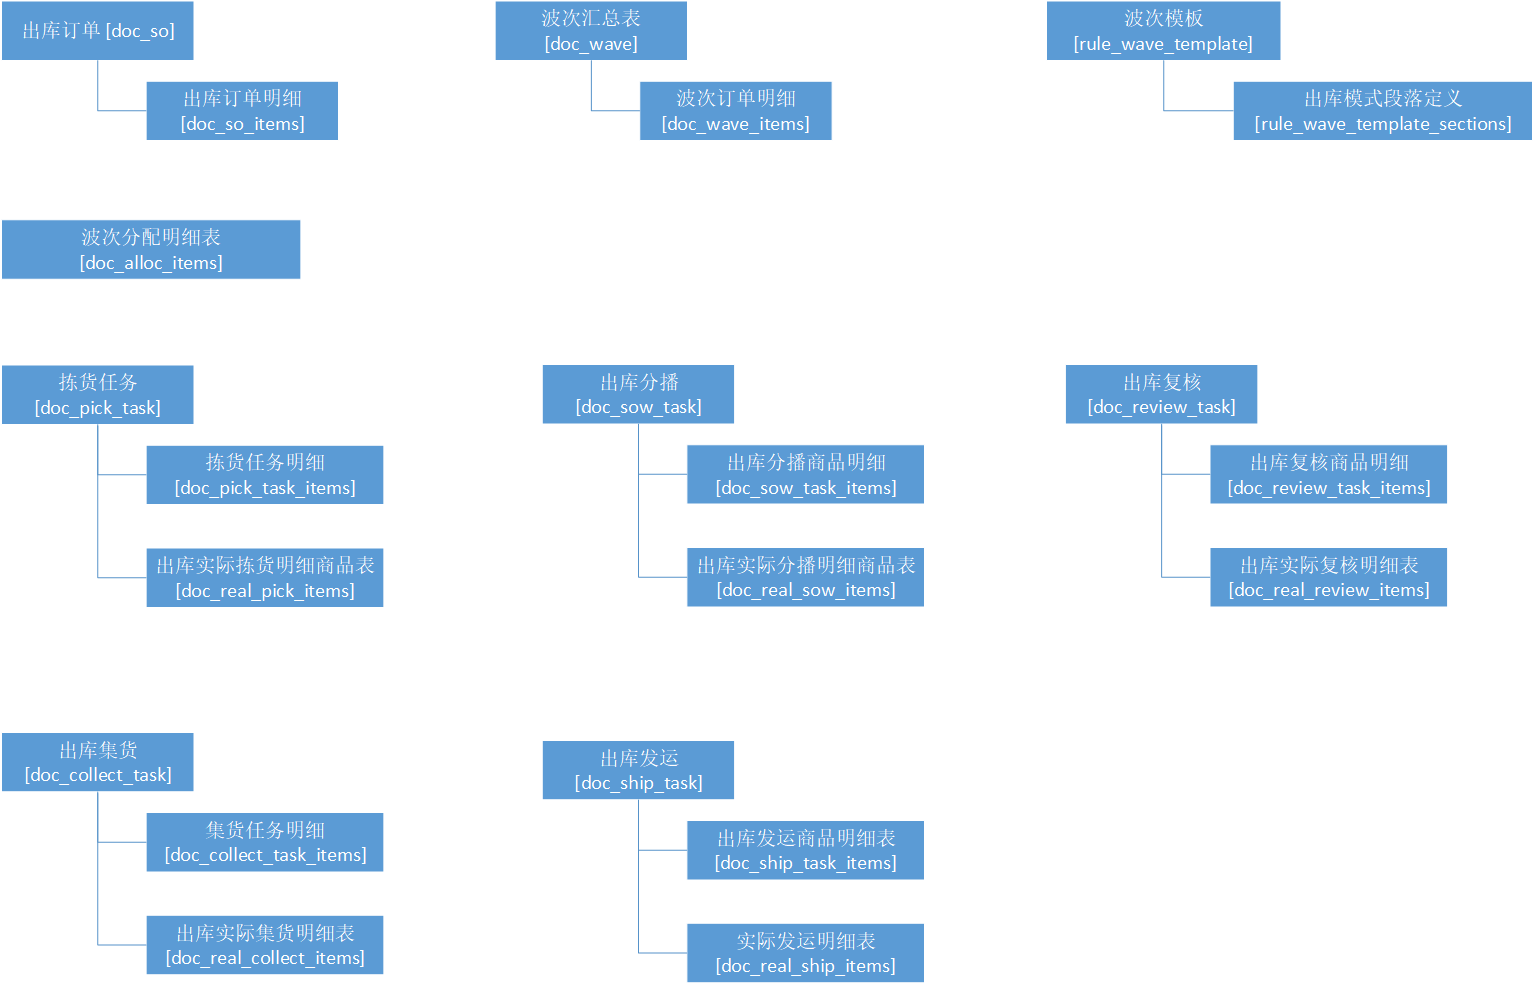 出库订单 [doc_so]
出库订单明细
[doc_so_items]
波次汇总表
[doc_wave]
波次订单明细
[doc_wave_items]
波次模板
[rule_wave_template]
出库模式段落定义
[rule_wave_template_sections]
波次分配明细表
[doc_alloc_items]
拣货任务
[doc_pick_task]
拣货任务明细
[doc_pick_task_items]
出库实际拣货明细商品表
[doc_real_pick_items]
出库分播
[doc_sow_task]
出库分播商品明细
[doc_sow_task_items]
出库实际分播明细商品表
[doc_real_sow_items]
出库复核
[doc_review_task]
出库复核商品明细
[doc_review_task_items]
出库实际复核明细表
[doc_real_review_items]
出库集货
[doc_collect_task]
集货任务明细
[doc_collect_task_items]
出库实际集货明细表
[doc_real_collect_items]
出库发运
[doc_ship_task]
出库发运商品明细表
[doc_ship_task_items]
实际发运明细表
[doc_real_ship_items]